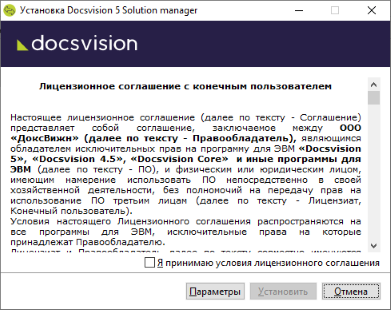 Установка Docsvision 5 Solution manager
docsvision
Лицензионное соглашение с конечным пользователем
Настоящее лицензионное соглашение (далее по тексту - Соглашение)
представляет собой соглашение, заключаемое между ООО
«ДоксВижн» (далее по тексту - Правообладатель), являющимся
обладателем исключительных прав на програму для ЭВМ «Docsvision
5», «Docsvision 4.5», «Docsvision Core» и иные программы для
ЭВМ (далее по тексту - ПО), и физическим или юридическим лицом,
имеющим намерение использовать ПО непосредственно в своей
хозяйственной деятельности, без полномочий на передачу прав на
использование ПО третьим лицам (далее по тексту - Лицензиат,
Конечный пользователь).
Условия настоящего Лицензионного соглашения распространяются на
все программы для ЭВМ, исключительные права на которые
принадлежат Правообладателю.
Я принимаю условия лицензионного соглашения
Параметры Установить Отмена